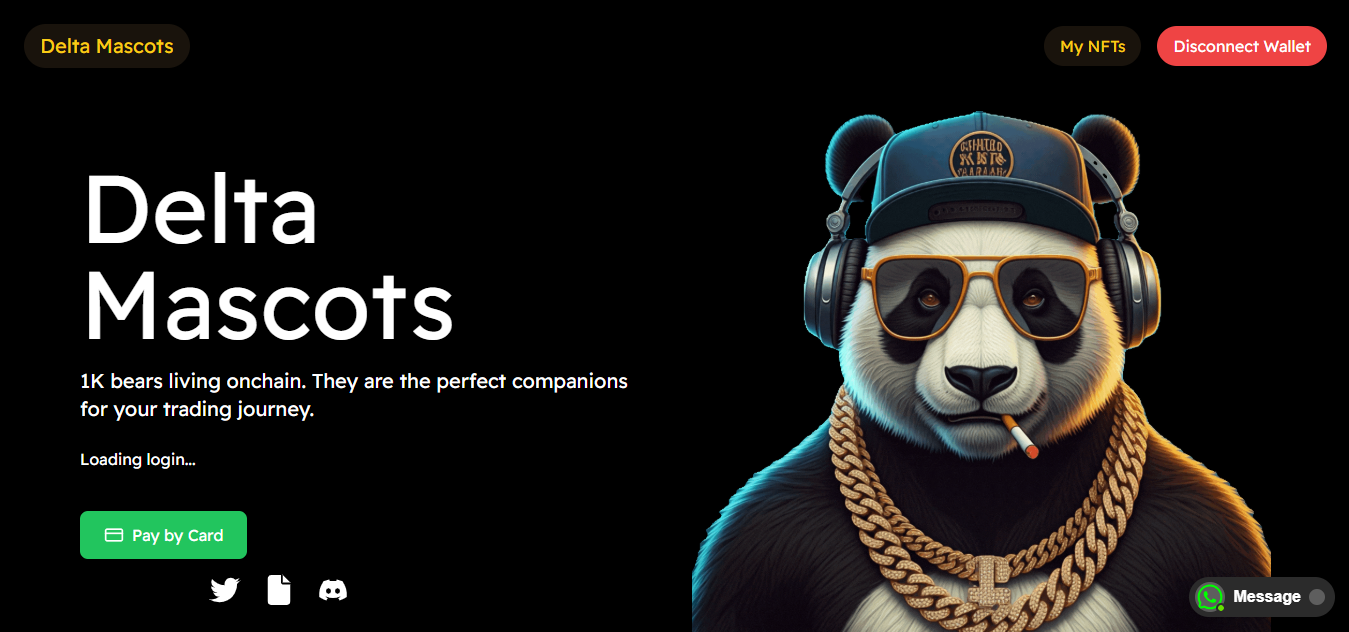 Delta Mascots
My NFTs
Disconnect Wallet
Delta
Mascots
1K bears living onchain. They are the perfect companions
for your trading journey.
Loading login...
Pay by Card
Message